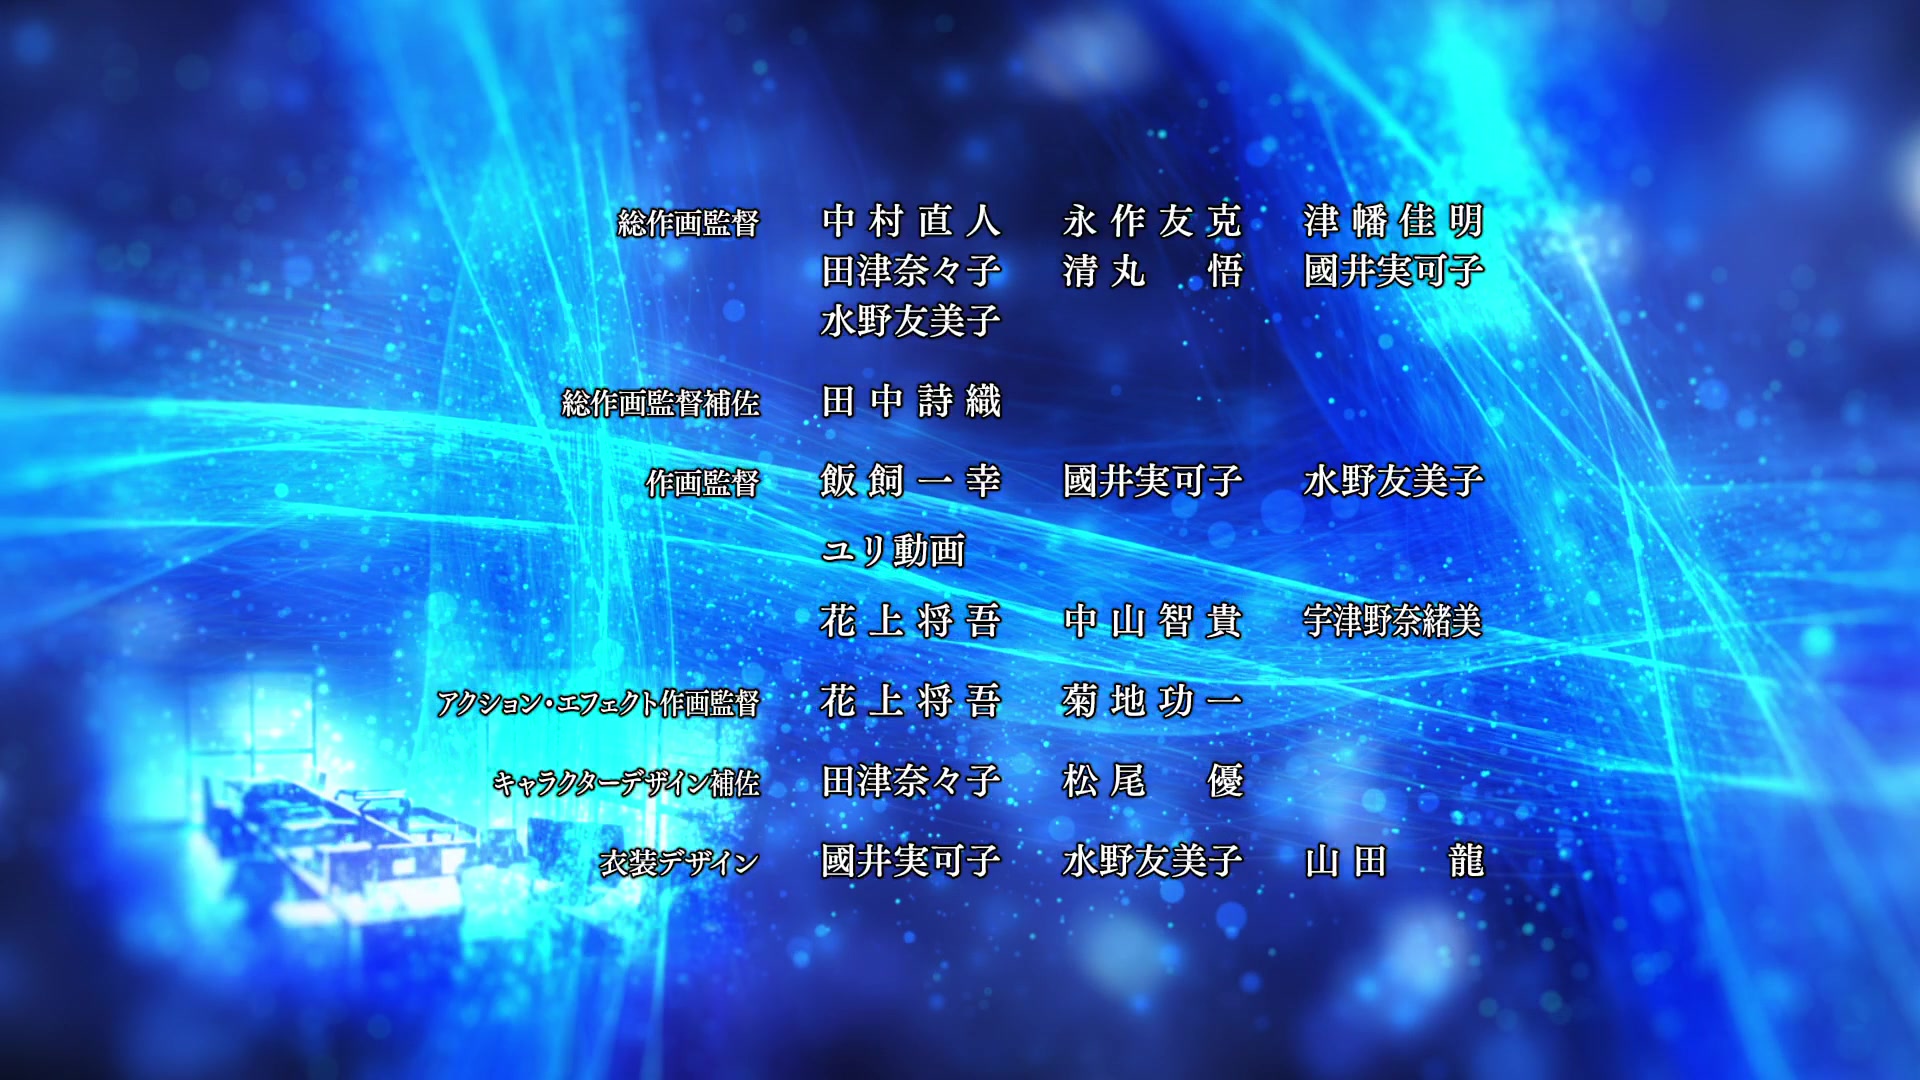 総作画監督 中村直人 永作友克 津幡佳明
田津奈々子 清丸 悟 國井実可子
水野友美子
総作画監督補佐 田中詩織
作画監督 飯飼一幸 國井実可子 水野友美子
ユリ動画
花上将吾 中山智貴 宇津野奈緒美
アクション・エフェクト作画監督 花上将吾 菊地功一
キャラクターデザイン補佐 田津奈々子 松尾 優
衣装デザイン 國井実可子 水野友美子 山田 龍